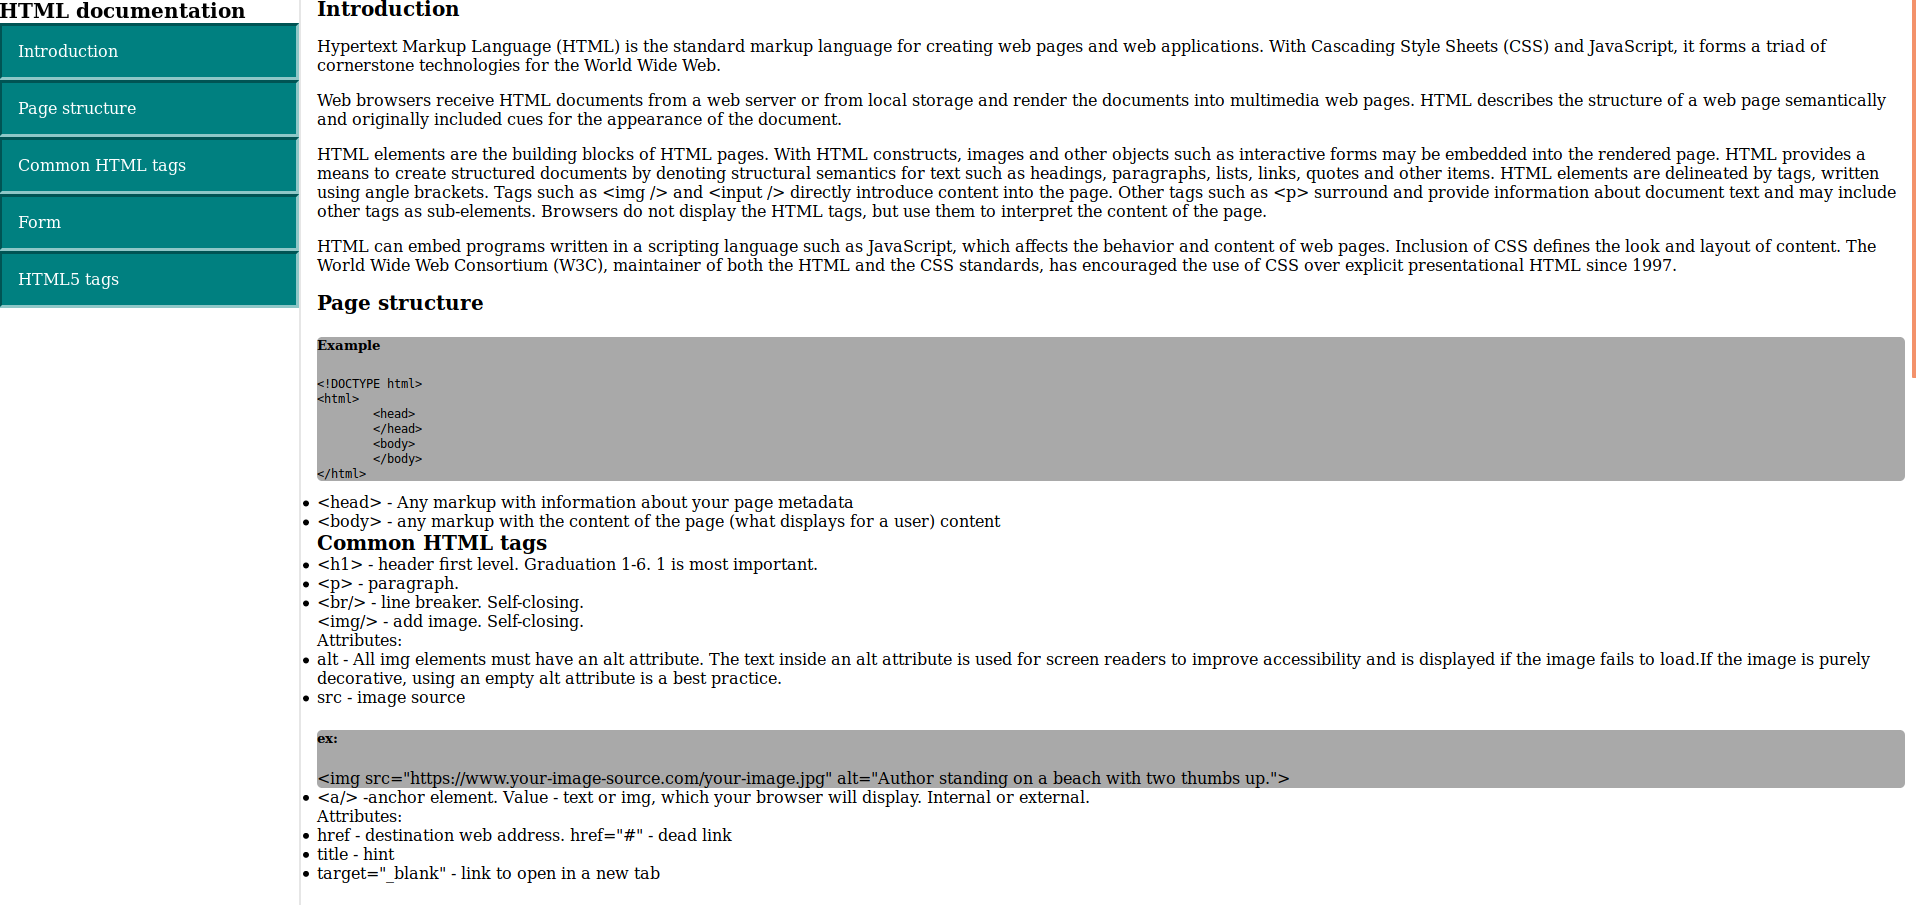 HTML documentation
Introduction
Page structure
Common HTML tags
Form
HTML5 tags
Introduction
Hypertext Markup Language (HTML) is the standard markup language for creating web pages and web applications. With Cascading Style Sheets (CSS) and JavaScript, it forms a triad of
cornerstone technologies for the World Wide Web.
Web browsers receive HTML documents from a web server or from local storage and render the documents into multimedia web pages. HTML describes the structure of a web page semantically
and originally included cues for the appearance of the document.
HTML elements are the building blocks of HTML pages. With HTML constructs, images and other objects such as interactive forms may be embedded into the rendered page. HTML provides a
means to create structured documents by denoting structural semantics for text such as headings, paragraphs, lists, links, quotes and other items. HTML elements are delineated by tags, written
using angle brackets. Tags such as <img /> and <input /> directly introduce content into the page. Other tags such as <p> surround and provide information about document text and may include
other tags as sub-elements. Browsers do not display the HTML tags, but use them to interpret the content of the page.
HTML can embed programs written in a scripting language such as JavaScript, which affects the behavior and content of web pages. Inclusion of CSS defines the look and layout of content. The
World Wide Web Consortium (W3C), maintainer of both the HTML and the CSS standards, has encouraged the use of CSS over explicit presentational HTML since 1997.
Page structure
Example
<!DOCTYPE html>
<html>
<head>
</head>
<body>
</body>
</html>
• <head> - Any markup with information about your page metadata
• <body> - any markup with the content of the page (what displays for a user) content
Common HTML tags
• <h1> - header first level. Graduation 1-6. 1 is most important.
• <p> - paragraph.
• <br/> - line breaker. Self-closing.
<img/> - add image. Self-closing.
Attributes:
• alt - All img elements must have an alt attribute. The text inside an alt attribute is used for screen readers to improve accessibility and is displayed if the image fails to load.If the image is purely
decorative, using an empty alt attribute is a best practice.
• src - image source
ex:
<img src="https://www.your-image-source.com/your-image.jpg" alt="Author standing on a beach with two thumbs up.">
• <a/> -anchor element. Value - text or img, which your browser will display. Internal or external.
Attributes:
• href - destination web address. href="#" - dead link
• title - hint
• target="_blank" - link to open in a new tab